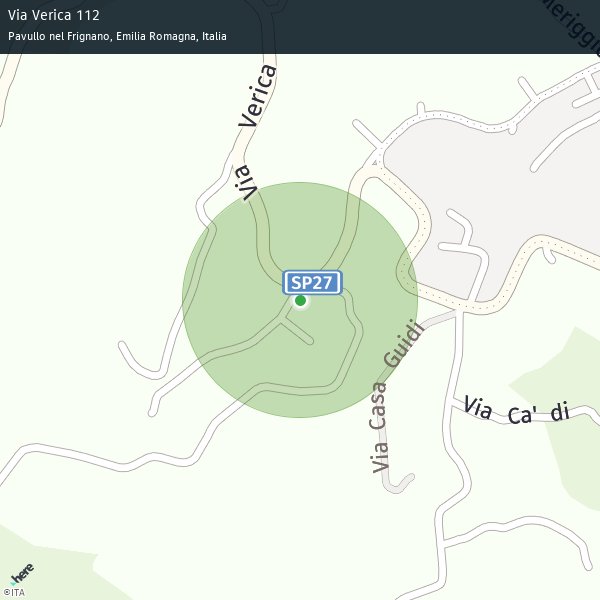 Via Verica 112
Pavullo nel Frignano, Emilia Romagna, Italia
Verica
Via
SP27
Via Casa Guidi
Via Ca' di
here
©ITA